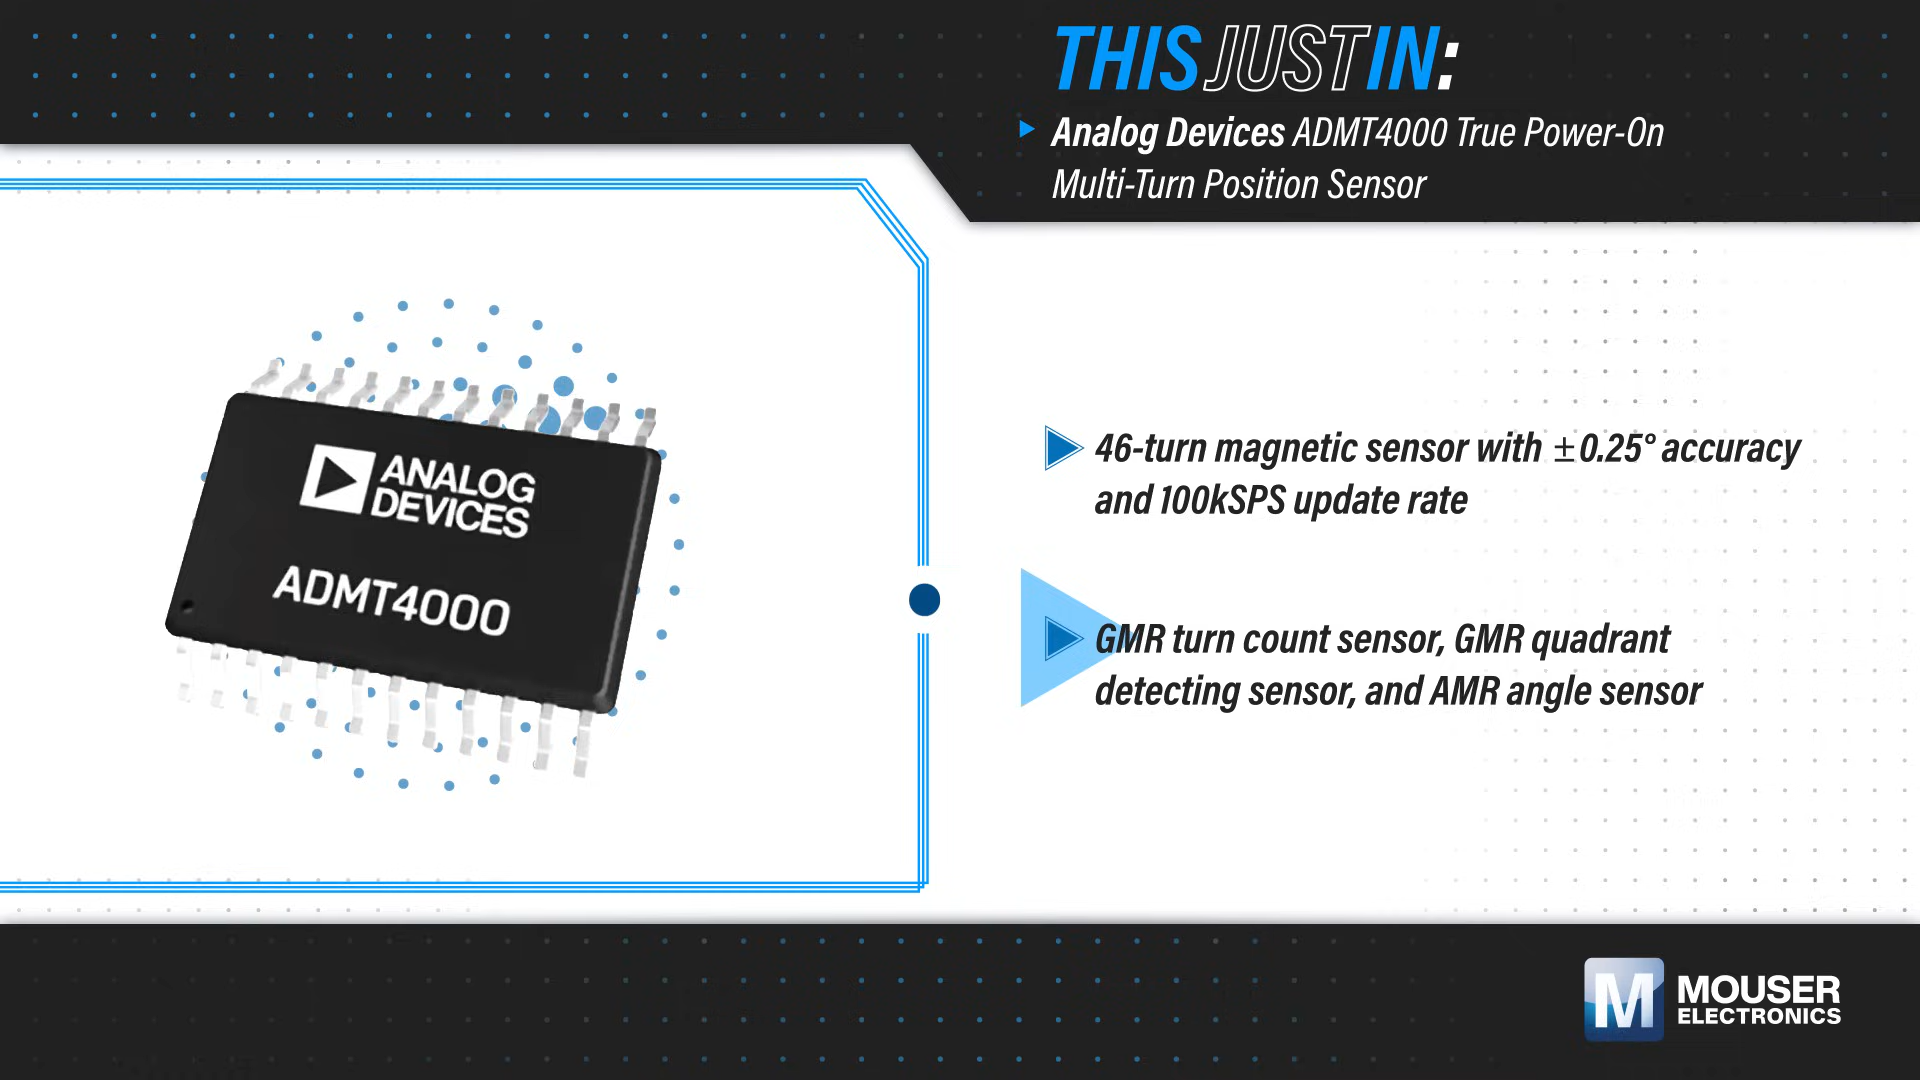 THIS JUST IN:
Analog Devices ADMT4000 True Power-On
Multi-Turn Position Sensor
ANALOG
DEVICES
ADMT4000
46-turn magnetic sensor with ±0.25° accuracy
and 100kSPS update rate
GMR turn count sensor, GMR quadrant
detecting sensor, and AMR angle sensor
M
MOUSER
ELECTRONICS